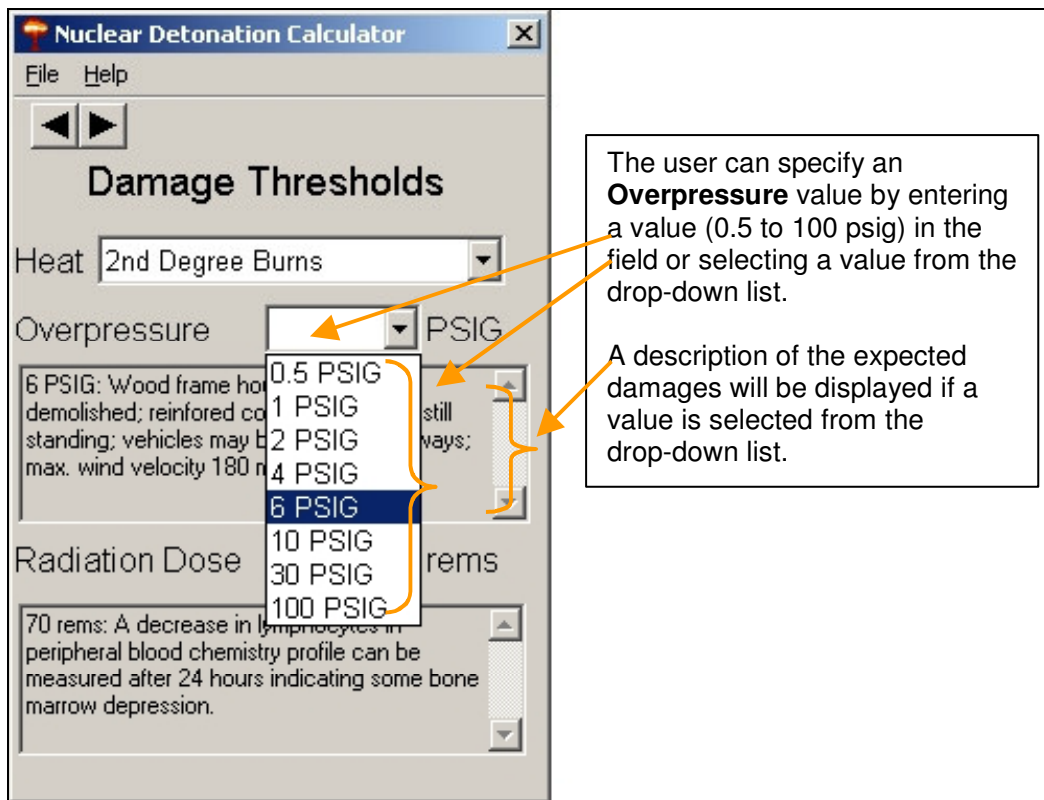 Nuclear Detonation Calculator
File Help
Damage Thresholds
Heat 2nd Degree Burns
Overpressure PSIG
0.5 PSIG
1 PSIG
2 PSIG
4 PSIG
6 PSIG
10 PSIG
30 PSIG
100 PSIG
6 PSIG: Wood frame
demolished; reinfored still
standing; vehicles may
max. wind velocity 180
Radiation Dose rems
70 rems: A decrease in lymphocytes in
peripheral blood chemistry profile can be
measured after 24 hours indicating some bone
marrow depression.
The user can specify an
Overpressure value by entering
a value (0.5 to 100 psig) in the
field or selecting a value from the
drop-down list.
A description of the expected
damages will be displayed if a
value is selected from the
drop-down list.